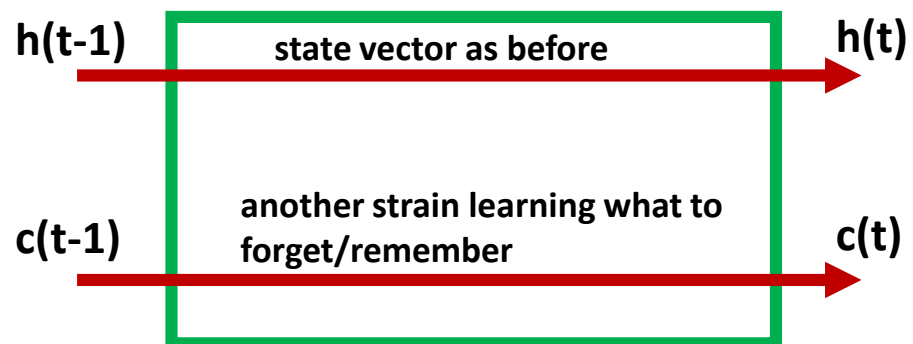 h(t-1)
state vector as before
h(t)
c(t-1)
another strain learning what to
forget/remember
c(t)